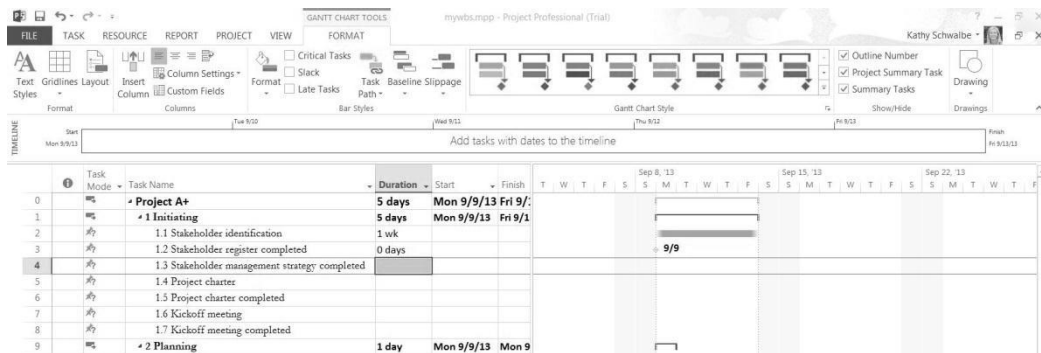 GANTT CHART TOOLS mywbs.mpp - Project Professional (Trial) ?
FILE TASK RESOURCE REPORT PROJECT VIEW FORMAT Kathy Schwalbe
Critical Tasks Outline Number
Column Settings Slack Project Summary Task
Text Styles Gridlines Layout Insert Column Custom Fields Format Late Tasks Task Path Baseline Slippage Summary Tasks Drawing
Format Columns Bar Styles Gantt Chart Style Show/Hide Drawings
TIMELINE
Tue 9/10 Wed 9/11 Thu 9/12 Fri 9/13
Start Mon 9/9/13 Add tasks with dates to the timeline Finish Fri 9/13/13
Task Mode Task Name Duration Start Finish Sep 8, '13 Sep 15, '13 Sep 22, '13
T W T F S S M T W T F S S M T W T F S S M T W T F
0 Project A+ 5 days Mon 9/9/13 Fri 9/
1 1 Initiating 5 days Mon 9/9/13 Fri 9/1
2 1.1 Stakeholder identification 1 wk
3 1.2 Stakeholder register completed 0 days 9/9
4 1.3 Stakeholder management strategy completed
5 1.4 Project charter
6 1.5 Project charter completed
7 1.6 Kickoff meeting
8 1.7 Kickoff meeting completed
9 2 Planning 1 day Mon 9/9/13 Mon 9